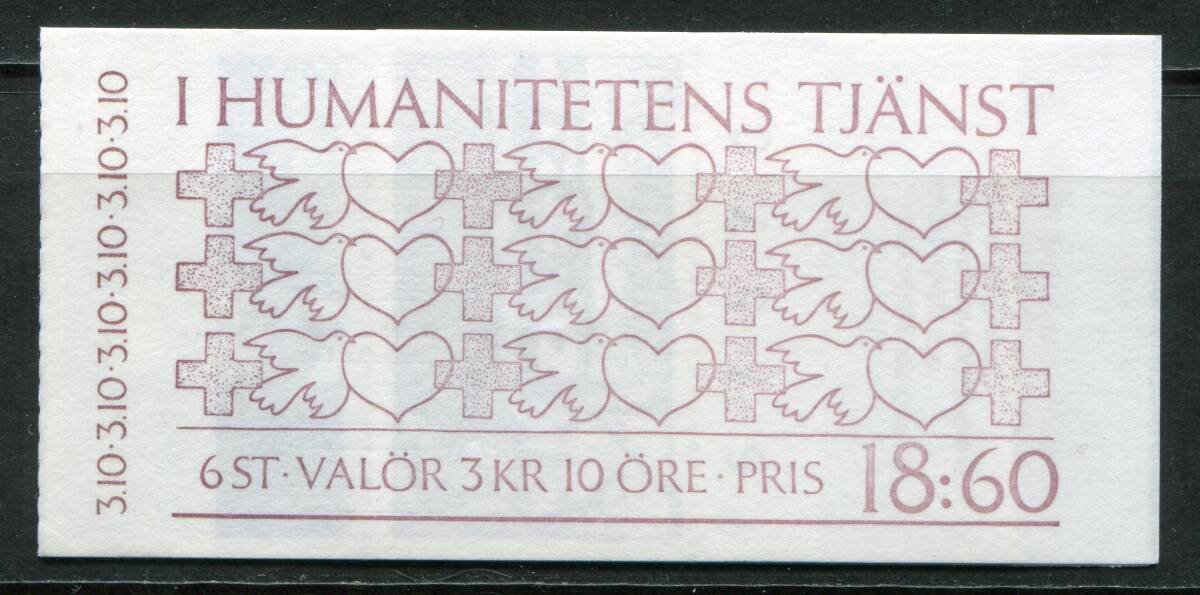 I HUMANITETENS TJÄNST
6 ST · VALÖR 3 KR 10 ÖRE · PRIS 18:60
3.10 · 3.10 · 3.10 · 3.10 · 3.10 · 3.10